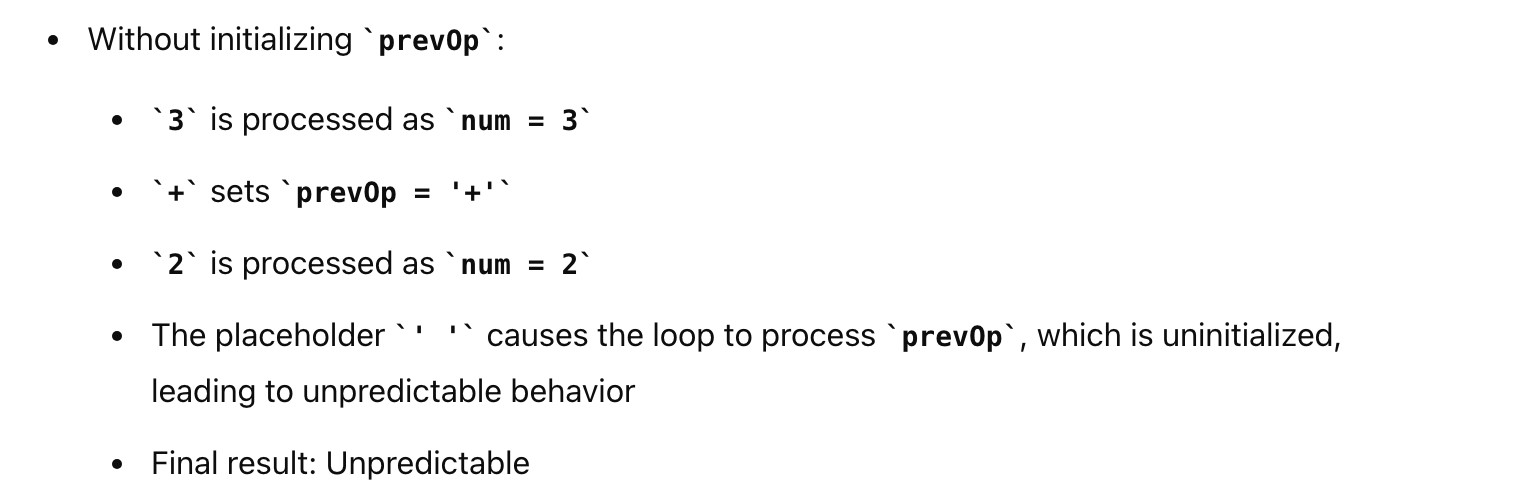 • Without initializing `prevOp`:
• `3` is processed as `num = 3`
• `+` sets `prevOp = '+'`
• `2` is processed as `num = 2`
• The placeholder `' '` causes the loop to process `prevOp`, which is uninitialized,
leading to unpredictable behavior
• Final result: Unpredictable